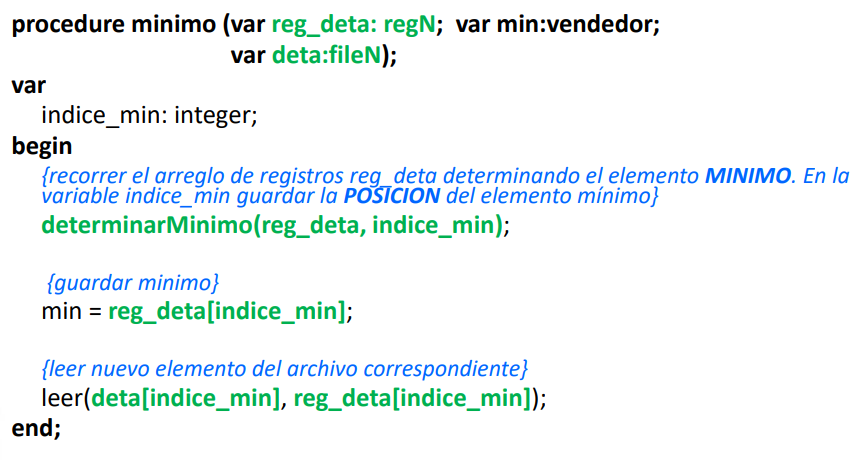 procedure minimo (var reg_deta: regN; var min:vendedor;
var deta:fileN);
var
indice_min: integer;
begin
{recorrer el arreglo de registros reg_deta determinando el elemento MINIMO. En la
variable indice_min guardar la POSICION del elemento mínimo}
determinarMinimo(reg_deta, indice_min);
{guardar minimo}
min = reg_deta[indice_min];
{leer nuevo elemento del archivo correspondiente}
leer(deta[indice_min], reg_deta[indice_min]);
end;